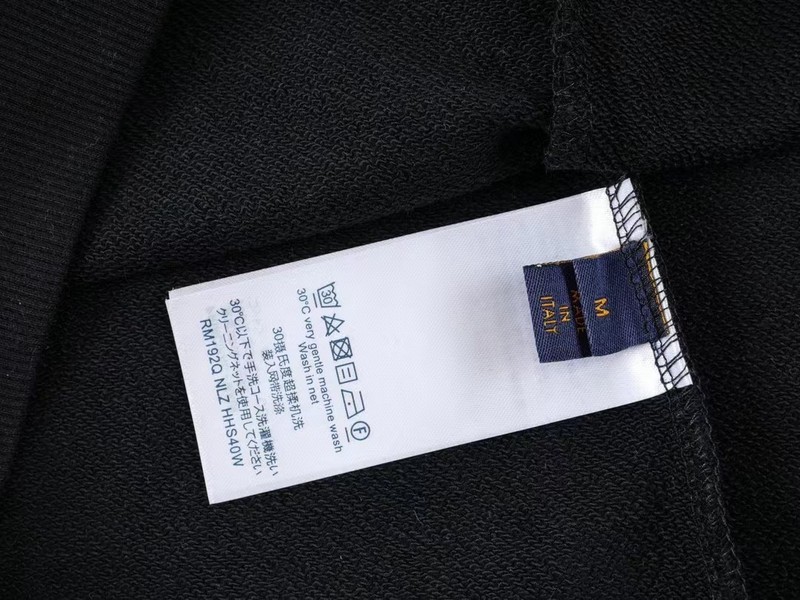 30
F
30°C very gentle machine wash
Wash in net
30摄氏度超揉机洗
装入网带洗涤
30°C以下で手洗コース洗濯機洗い
クリーニングネットを使用してください
RM192Q NLZ HHS40W
M
MADE
IN
ITALY